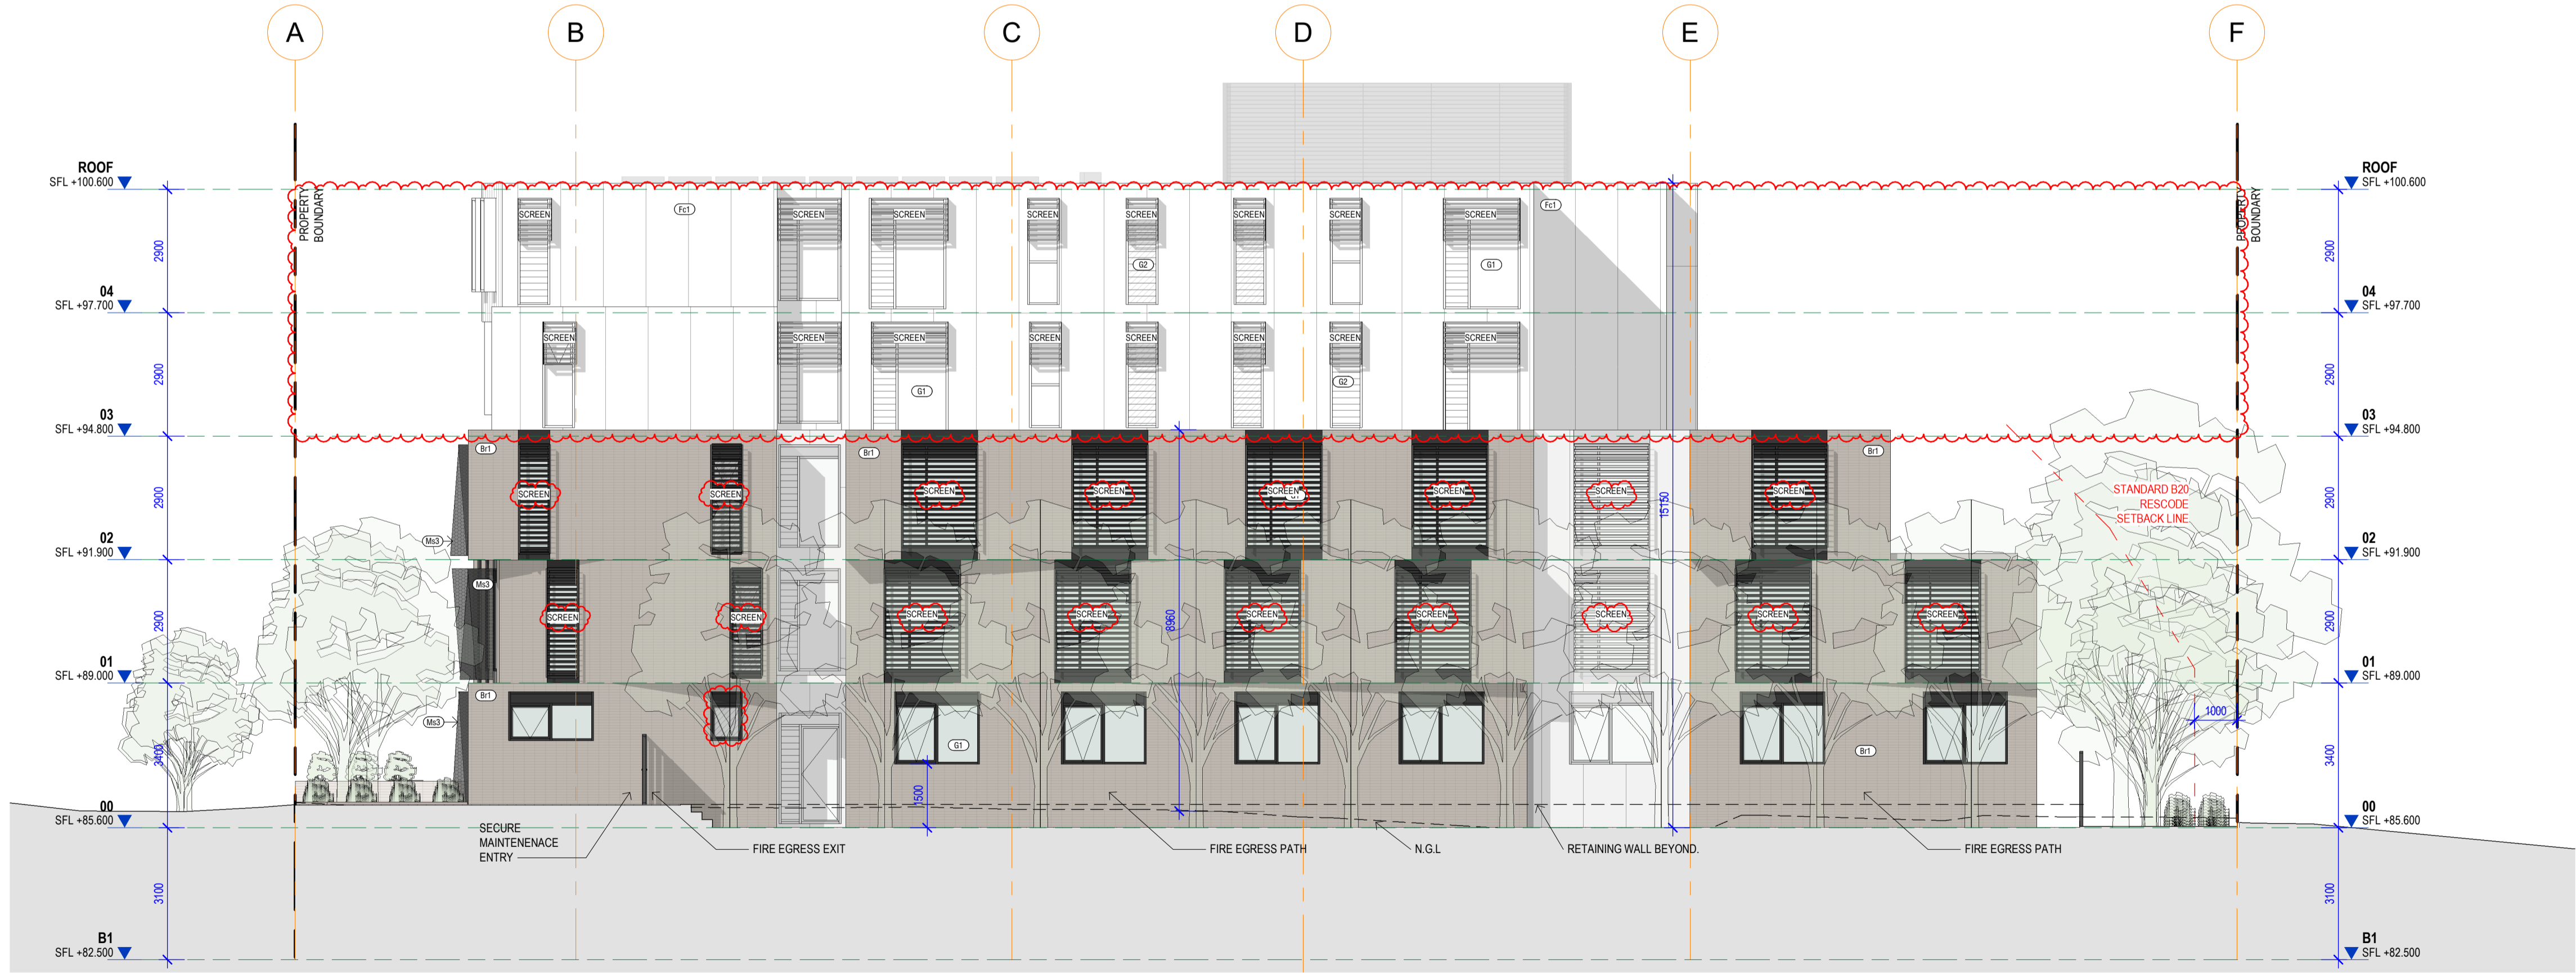 A B C D E F
ROOF
SFL +100.600
ROOF
SFL +100.600
PROPERTY
BOUNDARY
PROPERTY
BOUNDARY
Fc1 Fc1
SCREEN SCREEN SCREEN SCREEN SCREEN SCREEN SCREEN SCREEN
2900 2900
G2 G1
04
SFL +97.700
04
SFL +97.700
SCREEN SCREEN SCREEN SCREEN SCREEN SCREEN SCREEN SCREEN
2900 2900
G1 G2
03
SFL +94.800
03
SFL +94.800
Br1 Br1 Br1
SCREEN SCREEN SCREEN SCREEN SCREEN SCREEN SCREEN SCREEN
2900 2900
15150
STANDARD B20
RESCODE
SETBACK LINE
Ms3
02
SFL +91.900
02
SFL +91.900
Ms3
SCREEN SCREEN SCREEN SCREEN SCREEN SCREEN SCREEN SCREEN SCREEN
2900 8960 2900
01
SFL +89.000
01
SFL +89.000
Br1
Ms3
1000
G1 Br1
3400 3400
1500
00
SFL +85.600
00
SFL +85.600
SECURE
MAINTENENACE
ENTRY
FIRE EGRESS EXIT
FIRE EGRESS PATH
N.G.L
RETAINING WALL BEYOND.
FIRE EGRESS PATH
3100 3100
B1
SFL +82.500
B1
SFL +82.500